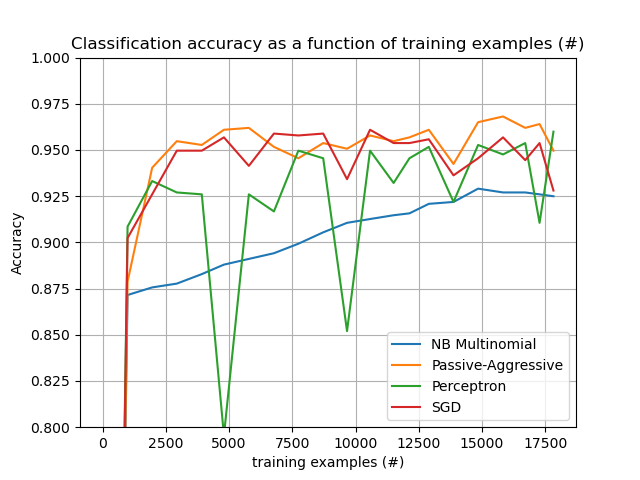 Classification accuracy as a function of training examples (#)
1.000
0.975
0.950
0.925
0.900
0.875
0.850
0.825
0.800
Accuracy
NB Multinomial
Passive-Aggressive
Perceptron
SGD
0 2500 5000 7500 10000 12500 15000 17500
training examples (#)